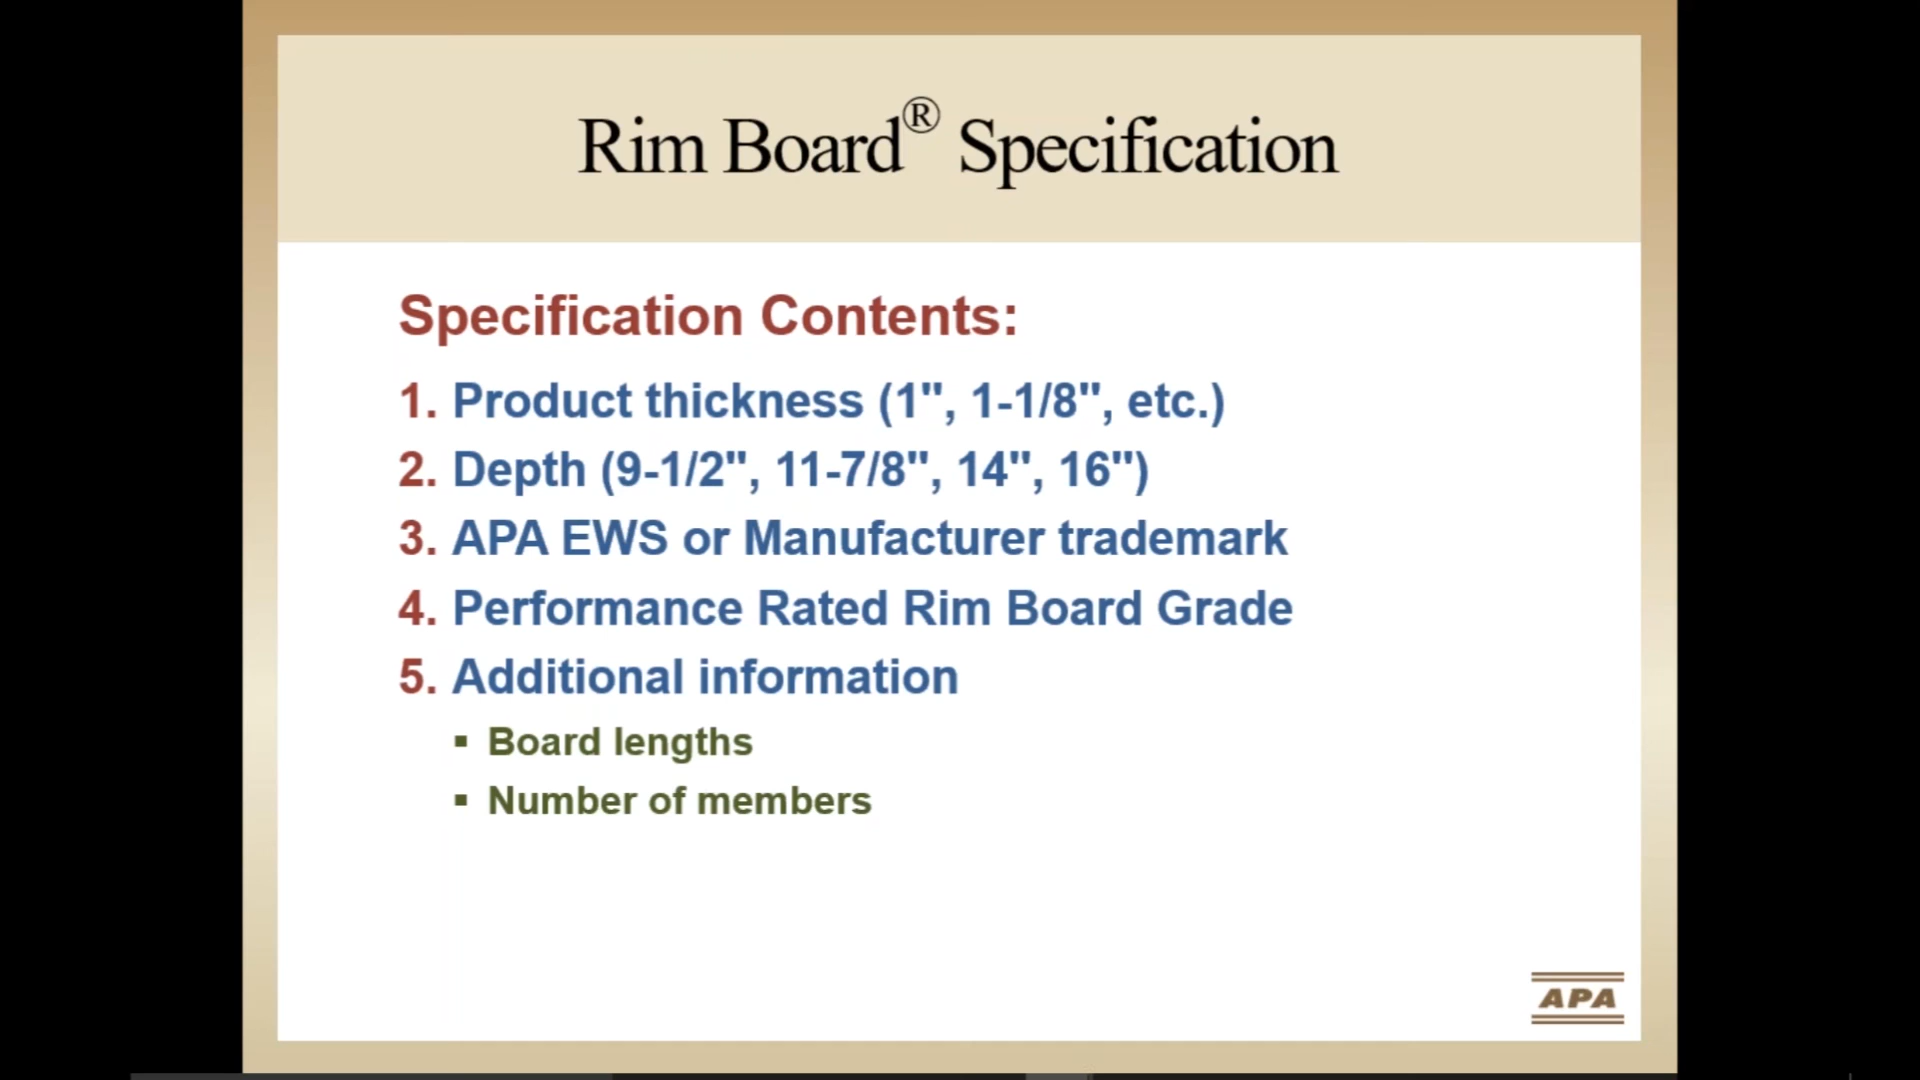 Rim Board® Specification
Specification Contents:
1. Product thickness (1", 1-1/8", etc.)
2. Depth (9-1/2", 11-7/8", 14", 16")
3. APA EWS or Manufacturer trademark
4. Performance Rated Rim Board Grade
5. Additional information
▪ Board lengths
▪ Number of members
APA